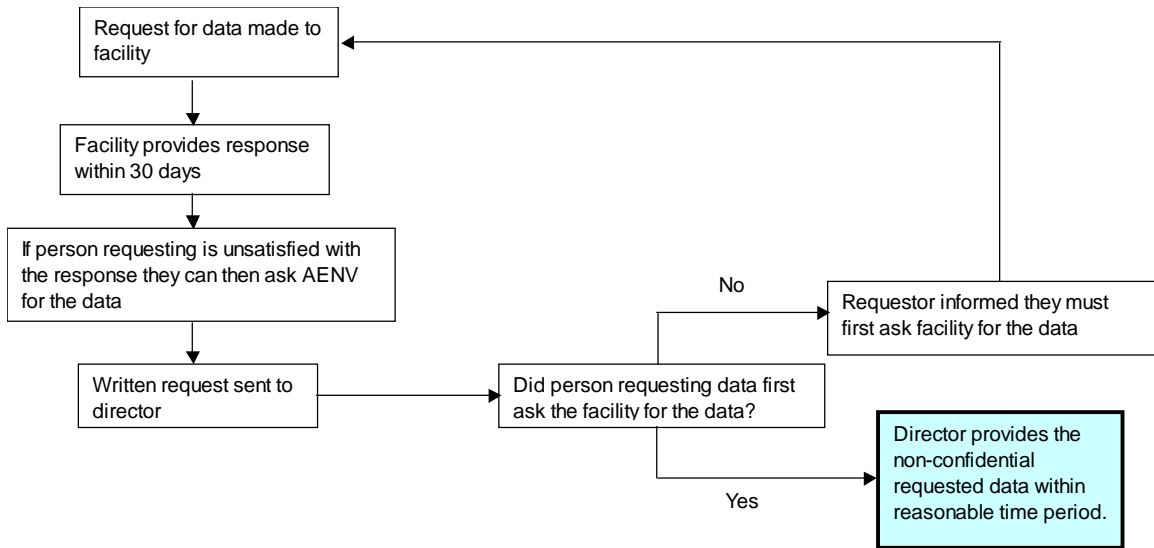 Request for data made to
facility
Facility provides response
within 30 days
If person requesting is unsatisfied with
the response they can then ask AENV
for the data
Written request sent to
director
Did person requesting data first
ask the facility for the data?
No
Requestor informed they must
first ask facility for the data
Yes
Director provides the
non-confidential
requested data within
reasonable time period.